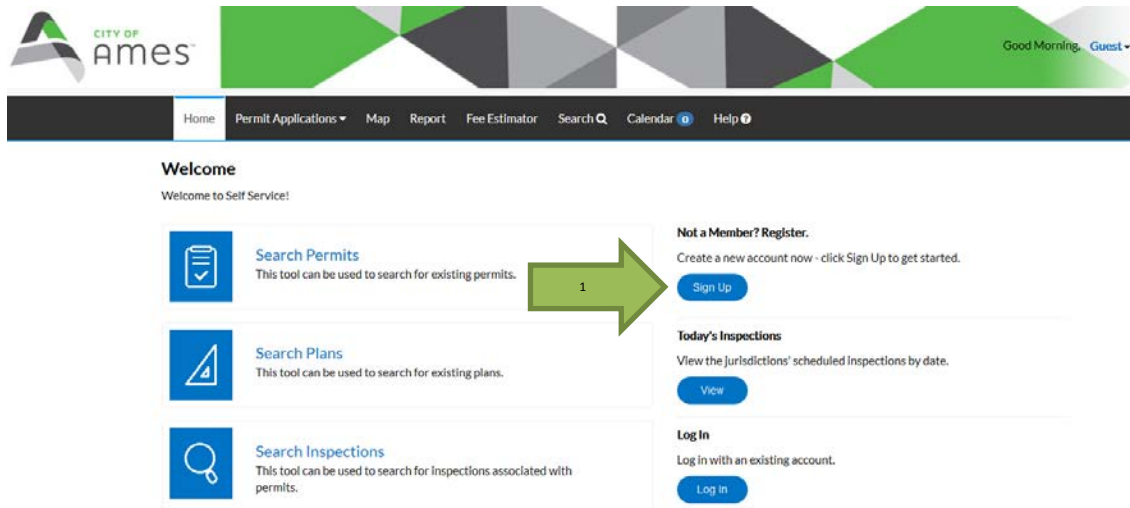 CITY OF
Ames
Good Morning, Guest
Home Permit Applications Map Report Fee Estimator Search Calendar 0 Help
Welcome
Welcome to Self Service!
Search Permits
This tool can be used to search for existing permits.
Search Plans
This tool can be used to search for existing plans.
Search Inspections
This tool can be used to search for inspections associated with
permits.
1
Not a Member? Register.
Create a new account now - click Sign Up to get started.
Sign Up
Today's Inspections
View the jurisdictions' scheduled inspections by date.
View
Log In
Log in with an existing account.
Log In